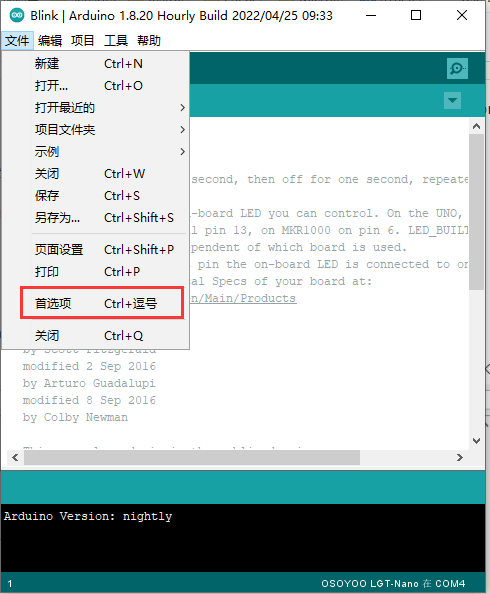 Blink | Arduino 1.8.20 Hourly Build 2022/04/25 09:33
文件 编辑 项目 工具 帮助
新建 Ctrl+N
打开... Ctrl+O
打开最近的
项目文件夹
示例
关闭 Ctrl+W
保存 Ctrl+S
另存为... Ctrl+Shift+S
页面设置 Ctrl+Shift+P
打印 Ctrl+P
首选项 Ctrl+逗号
关闭 Ctrl+Q
second, then off for one second, repeate
-board LED you can control. On the UNO,
l pin 13, on MKR1000 on pin 6. LED_BUILT
pendent of which board is used.
pin the on-board LED is connected to on
al Specs of your board at:
n/Main/Products
by Scott Fitzgerald
modified 2 Sep 2016
by Arturo Guadalupi
modified 8 Sep 2016
by Colby Newman
Arduino Version: nightly
1 OSOYOO LGT-Nano 在 COM4